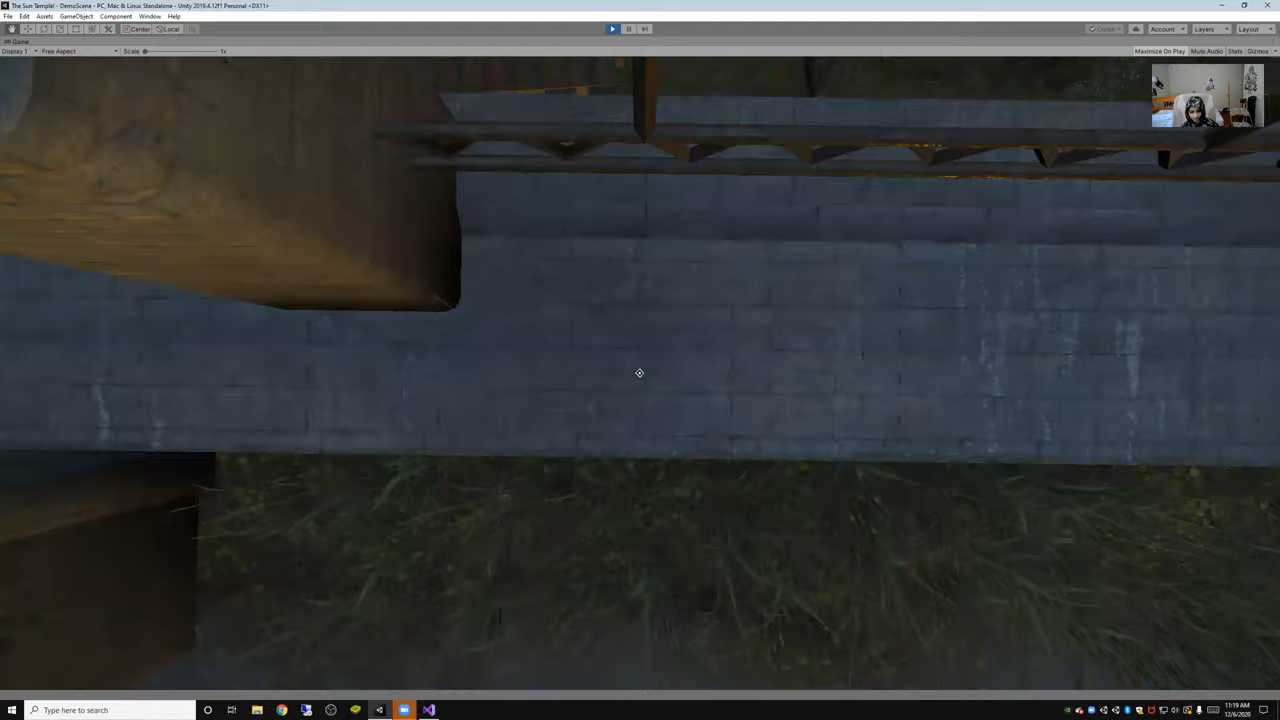 The Sun Temple - DemoScene - PC, Mac & Linux Standalone - Unity 2019.4.12f1 Personal <DX11>
File Edit Assets GameObject Component Window Help
Center Local Collab Account Layers Layout
Game
Display 1 Free Aspect Scale 1x Maximize On Play Mute Audio Stats Gizmos
Type here to search
11:19 AM
12/6/2020